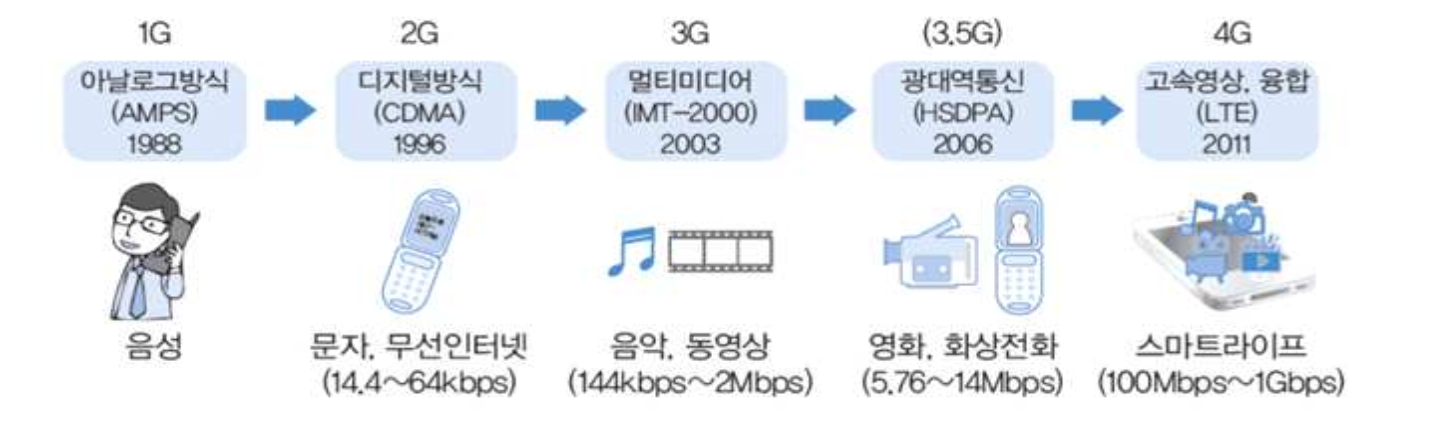 1G
아날로그방식
(AMPS)
1988
음성
2G
디지털방식
(CDMA)
1996
문자, 무선인터넷
(14.4~64kbps)
3G
멀티미디어
(IMT-2000)
2003
음악, 동영상
(144kbps~2Mbps)
(3.5G)
광대역통신
(HSDPA)
2006
영화, 화상전화
(5.76~14Mbps)
4G
고속영상, 융합
(LTE)
2011
스마트라이프
(100Mbps~1Gbps)